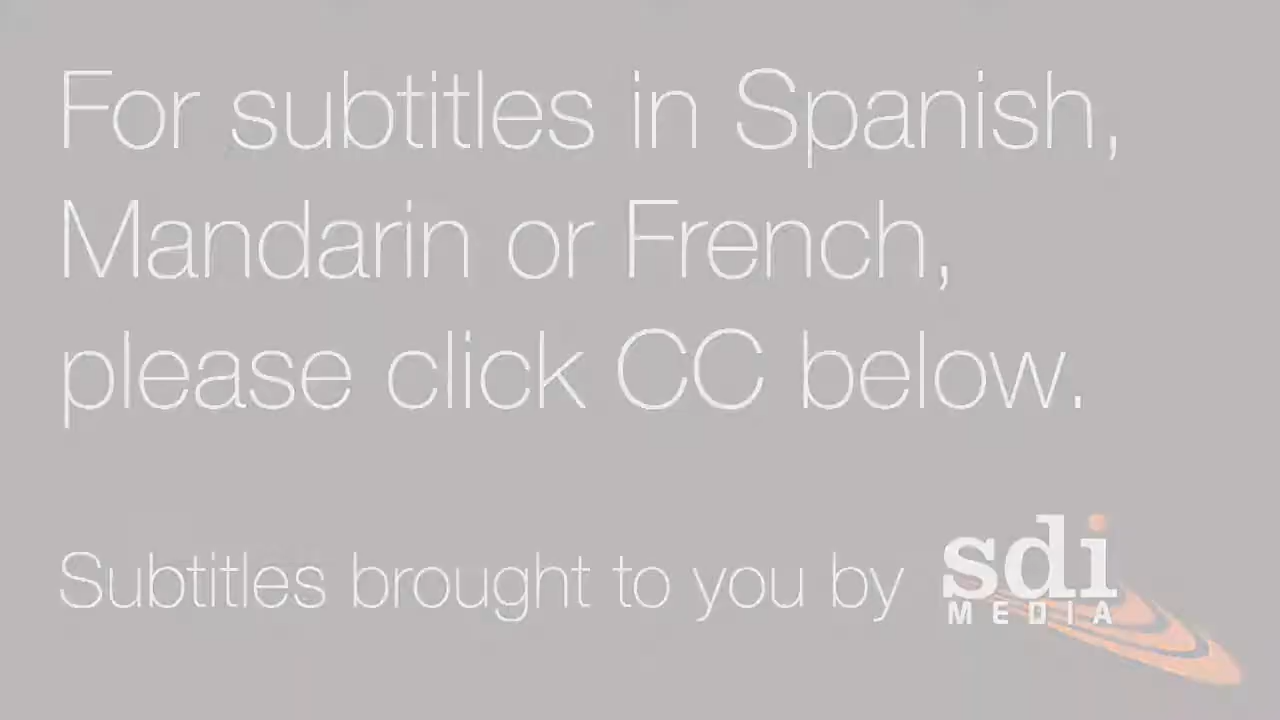 For subtitles in Spanish,
Mandarin or French,
please click CC below.
Subtitles brought to you by sdi
MEDIA